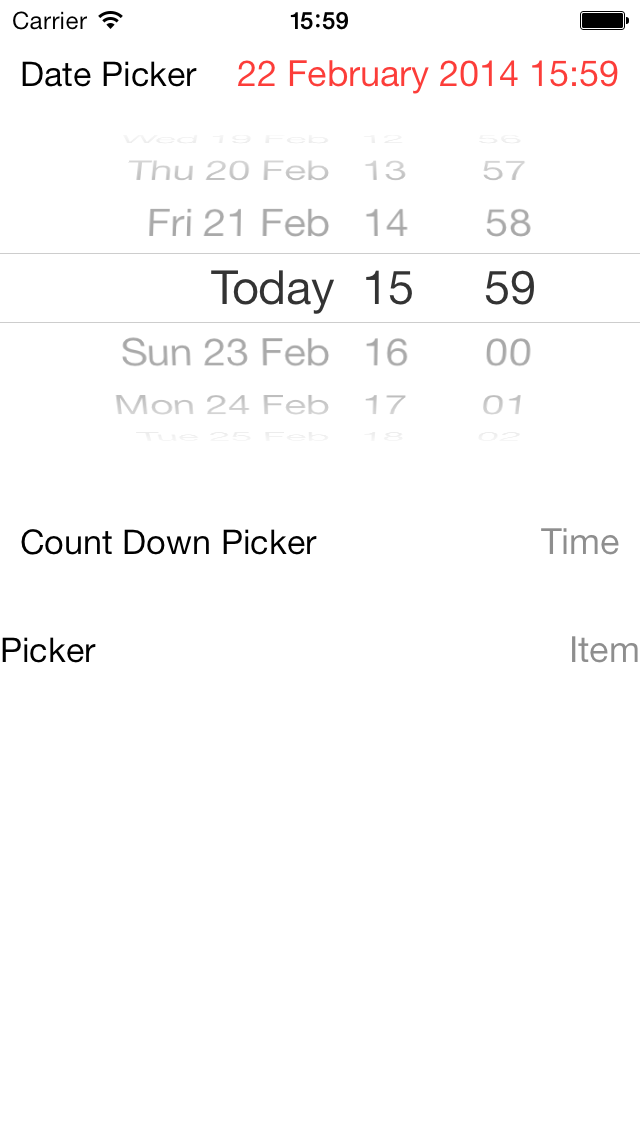 Carrier 15:59
Date Picker 22 February 2014 15:59
Wed 19 Feb 12 56
Thu 20 Feb 13 57
Fri 21 Feb 14 58
Today 15 59
Sun 23 Feb 16 00
Mon 24 Feb 17 01
Tue 25 Feb 18 02
Count Down Picker Time
Picker Item